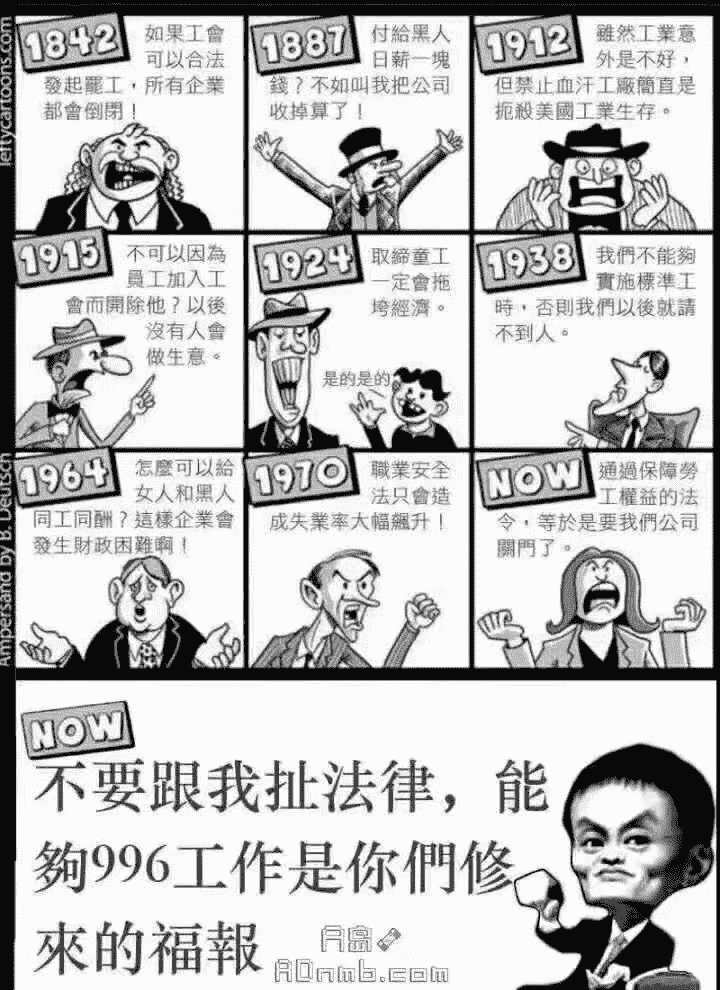 1842
如果工會
可以合法
發起罷工，所有企業
都會倒閉！
1887
付給黑人
日薪一塊
錢？不如叫我把公司
收掉算了！
1912
雖然工業意
外是不好，
但禁止血汗工廠簡直是
扼殺美國工業生存。
1915
不可以因為
員工加入工
會而開除他？以後
沒有人會
做生意。
1924
取締童工
一定會拖
垮經濟。
是的是的
1938
我們不能夠
實施標準工
時，否則我們以後就請
不到人。
1964
怎麼可以給
女人和黑人
同工同酬？這樣企業會
發生財政困難啊！
1970
職業安全
法只會造
成失業率大幅飆升！
NOW
通過保障勞
工權益的法
令，等於是要我們公司
關門了。
NOW
不要跟我扯法律，能
夠996工作是你們修
來的福報
A岛
ADnmb.com
leftycartoons.com
Ampersand by B. Deutsch